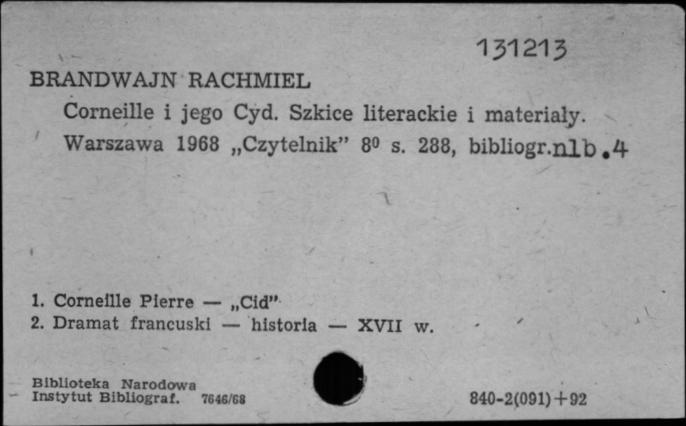 131213
BRANDWAJN RACHMIEL
Corneille i jego Cyd. Szkice literackie i materiały.
Warszawa 1968 „Czytelnik” 8⁰ s. 288, bibliogr.nlb.4
1. Corneille Pierre — „Cid”
2. Dramat francuski — historia — XVII w.
Biblioteka Narodowa
Instytut Bibliograf. 7646/68
840-2(091)+92